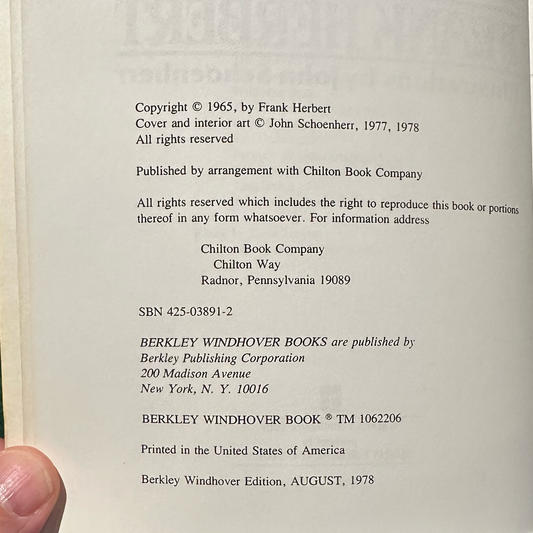 Copyright © 1965, by Frank Herbert
Cover and interior art © John Schoenherr, 1977, 1978
All rights reserved
Published by arrangement with Chilton Book Company
All rights reserved which includes the right to reproduce this book or portions
thereof in any form whatsoever. For information address
Chilton Book Company
Chilton Way
Radnor, Pennsylvania 19089
SBN 425-03891-2
BERKLEY WINDHOVER BOOKS are published by
Berkley Publishing Corporation
200 Madison Avenue
New York, N. Y. 10016
BERKLEY WINDHOVER BOOK ® TM 1062206
Printed in the United States of America
Berkley Windhover Edition, AUGUST, 1978